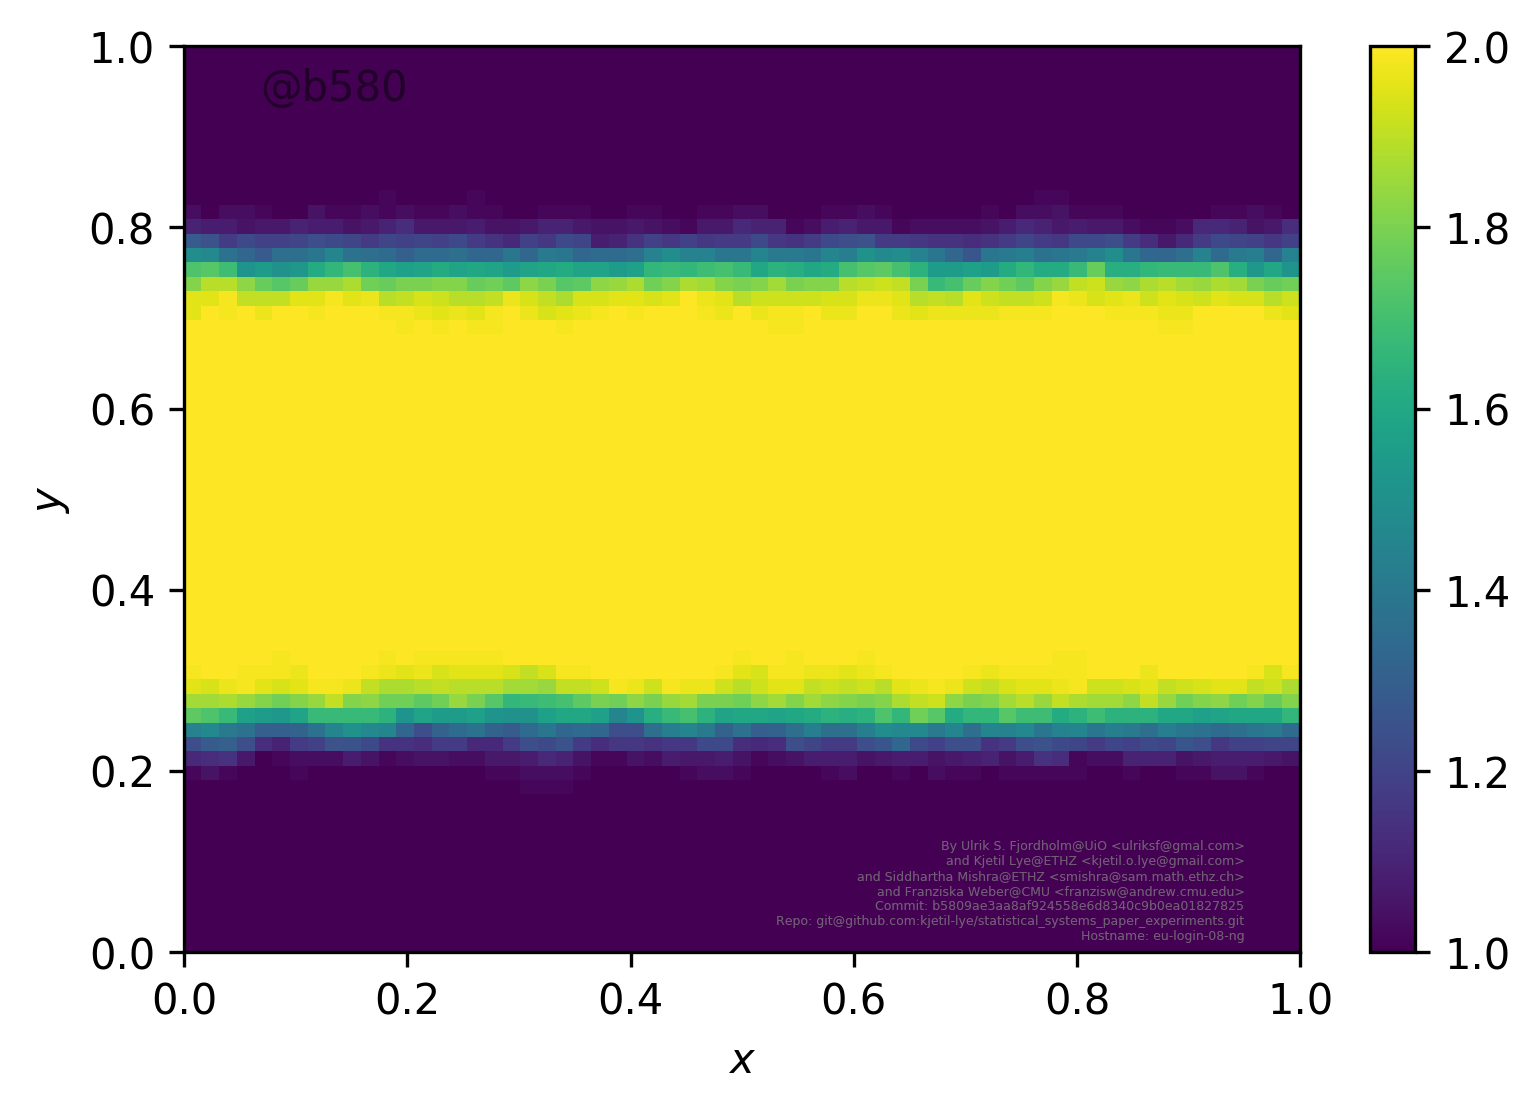 @b580
1.0
0.8
0.6
0.4
0.2
0.0
y
0.0 0.2 0.4 0.6 0.8 1.0
x
2.0
1.8
1.6
1.4
1.2
1.0
By Ulrik S. Fjordholm@UiO <ulriksf@gmal.com>
and Kjetil Lye@ETHZ <kjetil.o.lye@gmail.com>
and Siddhartha Mishra@ETHZ <smishra@sam.math.ethz.ch>
and Franziska Weber@CMU <franzisw@andrew.cmu.edu>
Commit: b5809ae3aa8af924558e6d8340c9b0ea01827825
Repo: git@github.com:kjetil-lye/statistical_systems_paper_experiments.git
Hostname: eu-login-08-ng